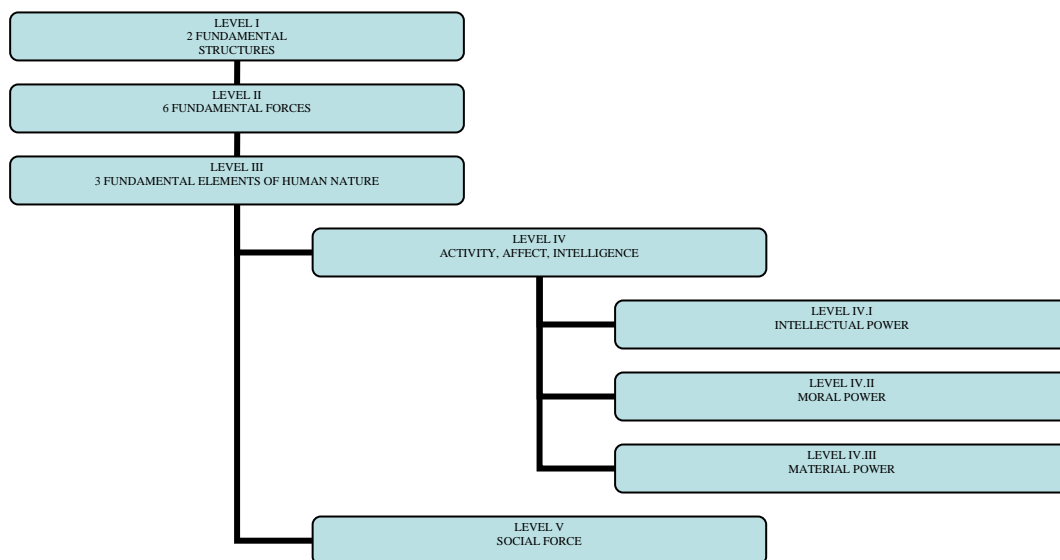 LEVEL I
2 FUNDAMENTAL
STRUCTURES
LEVEL II
6 FUNDAMENTAL FORCES
LEVEL III
3 FUNDAMENTAL ELEMENTS OF HUMAN NATURE
LEVEL IV
ACTIVITY, AFFECT, INTELLIGENCE
LEVEL IV.I
INTELLECTUAL POWER
LEVEL IV.II
MORAL POWER
LEVEL IV.III
MATERIAL POWER
LEVEL V
SOCIAL FORCE